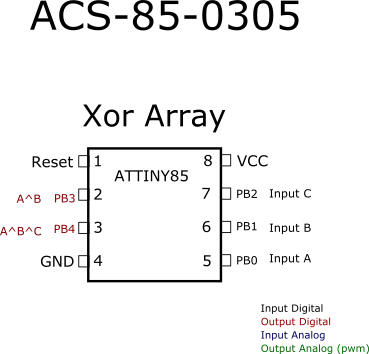 ACS-85-0305
Xor Array
Reset 1 8 VCC
ATTINY85
A^B PB3 2 7 PB2 Input C
A^B^C PB4 3 6 PB1 Input B
GND 4 5 PB0 Input A
Input Digital
Output Digital
Input Analog
Output Analog (pwm)